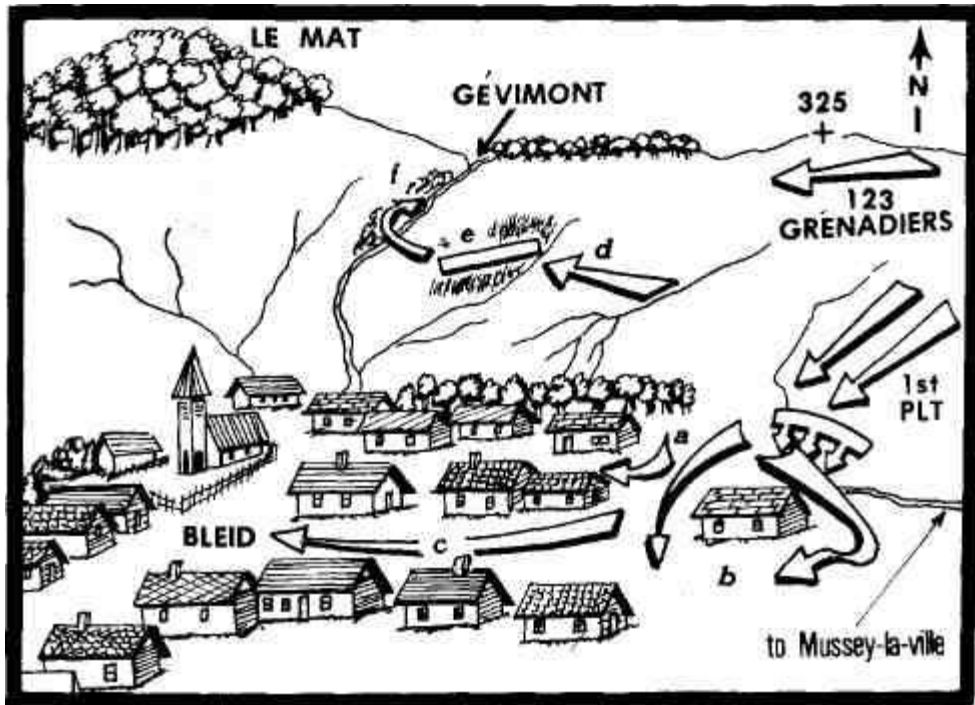 LE MAT
GÉVIMONT
N
325
+
123
GRENADIERS
f
e
d
1st
PLT
a
BLEID
c
b
to Mussey-la-ville